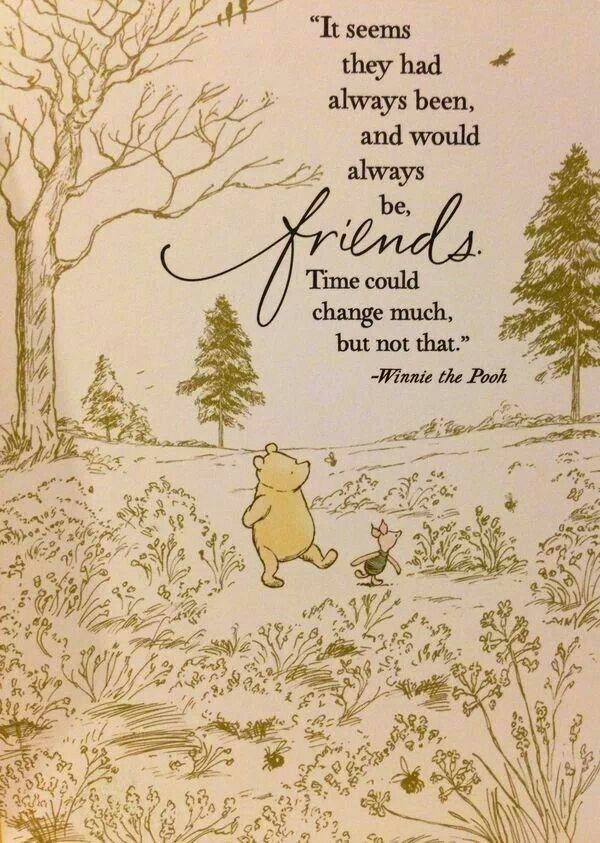 “It seems
they had
always been,
and would
always
be,
friends.
Time could
change much,
but not that.”
-Winnie the Pooh